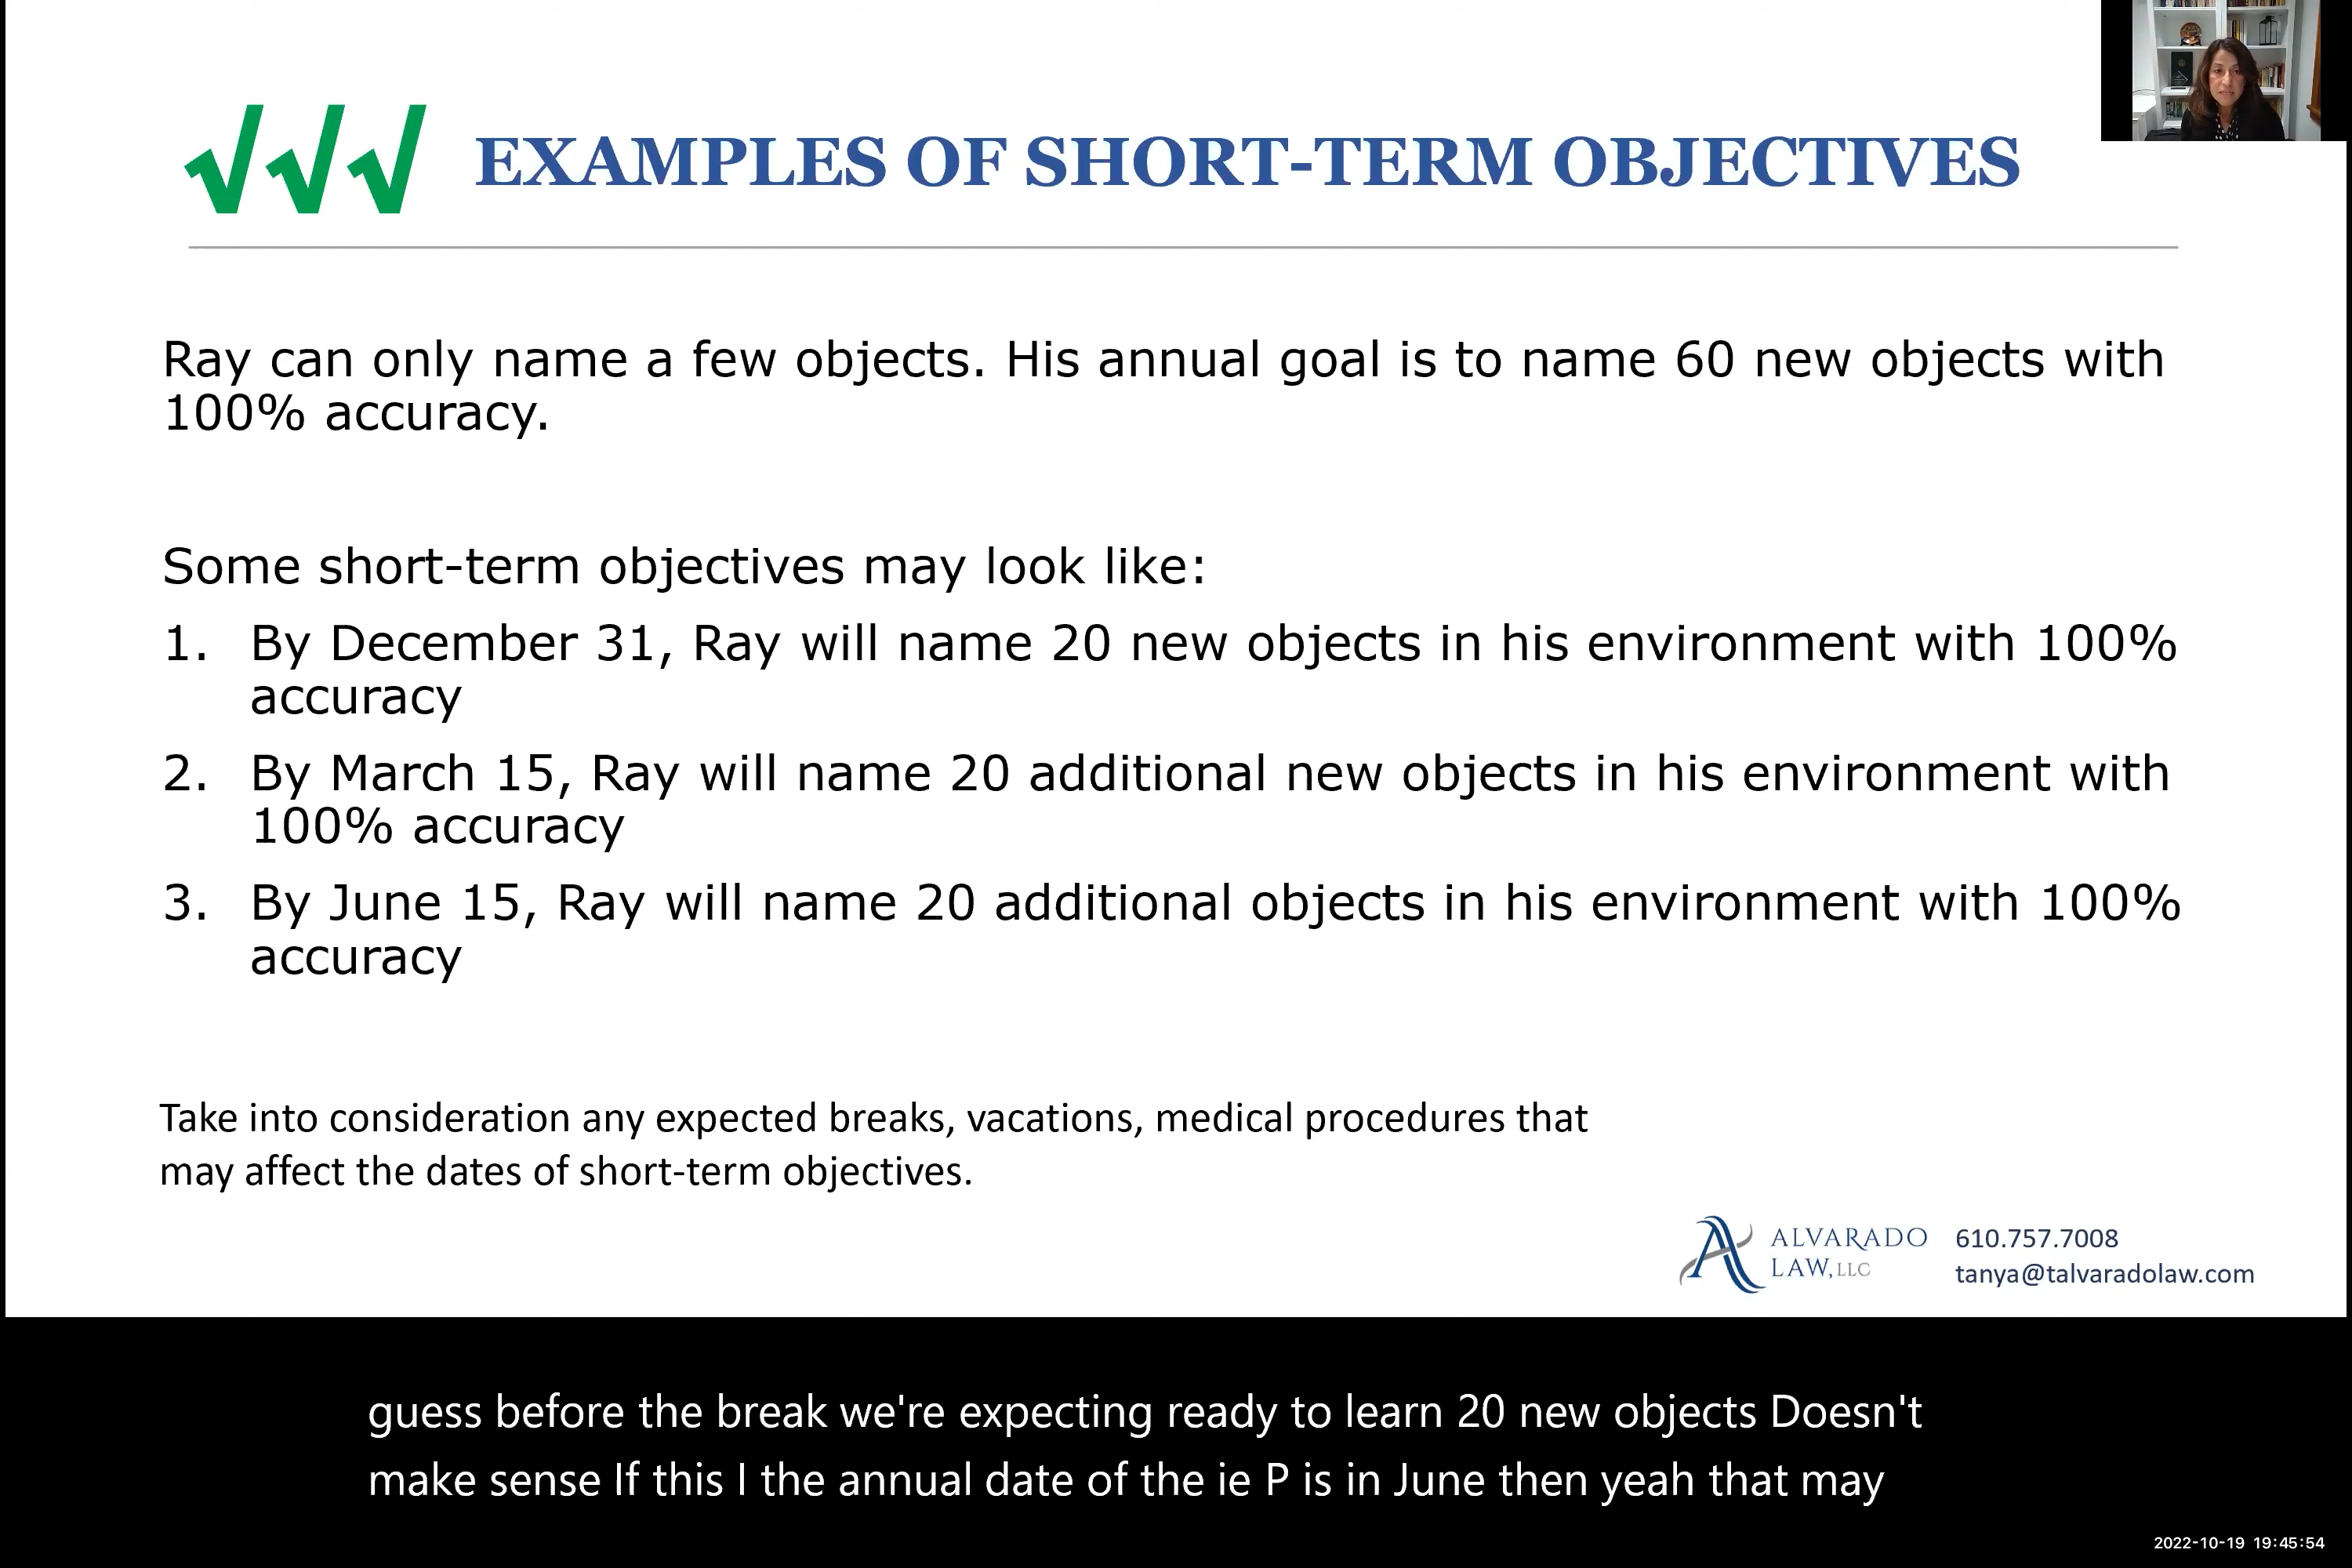 √√√ EXAMPLES OF SHORT-TERM OBJECTIVES
Ray can only name a few objects. His annual goal is to name 60 new objects with
100% accuracy.
Some short-term objectives may look like:
1. By December 31, Ray will name 20 new objects in his environment with 100%
accuracy
2. By March 15, Ray will name 20 additional new objects in his environment with
100% accuracy
3. By June 15, Ray will name 20 additional objects in his environment with 100%
accuracy
Take into consideration any expected breaks, vacations, medical procedures that
may affect the dates of short-term objectives.
ALVARADO
LAW, LLC
610.757.7008
tanya@talvaradolaw.com
guess before the break we're expecting ready to learn 20 new objects Doesn't
make sense If this I the annual date of the ie P is in June then yeah that may
2022-10-19 19:45:54